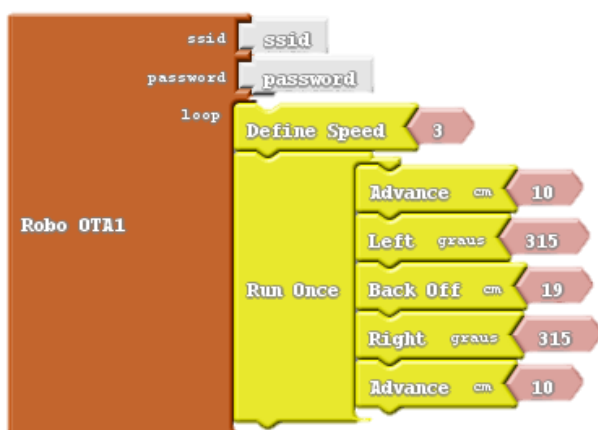 ssid ssid
password password
loop
Define Speed 3
Advance cm 10
Robo OTA1
Left graus 315
Run Once
Back Off cm 19
Right graus 315
Advance cm 10